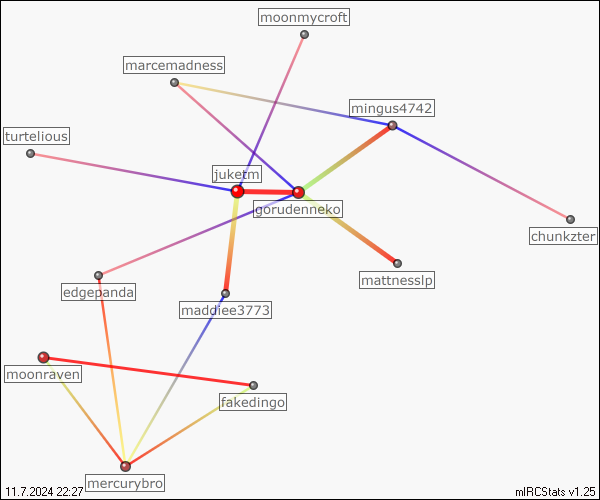 moonmycroft
marcemadness
mingus4742
turtelious
juketm
gorudenneko
chunkzter
mattnesslp
edgepanda
maddiee3773
moonraven
fakedingo
mercurybro
11.7.2024 22:27
mIRCStats v1.25